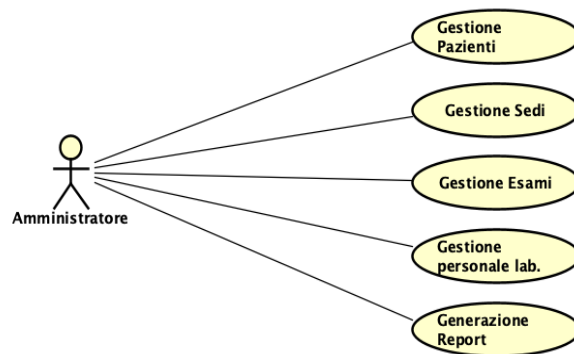 Gestione
Pazienti
Gestione Sedi
Gestione Esami
Amministratore
Gestione
personale lab.
Generazione
Report